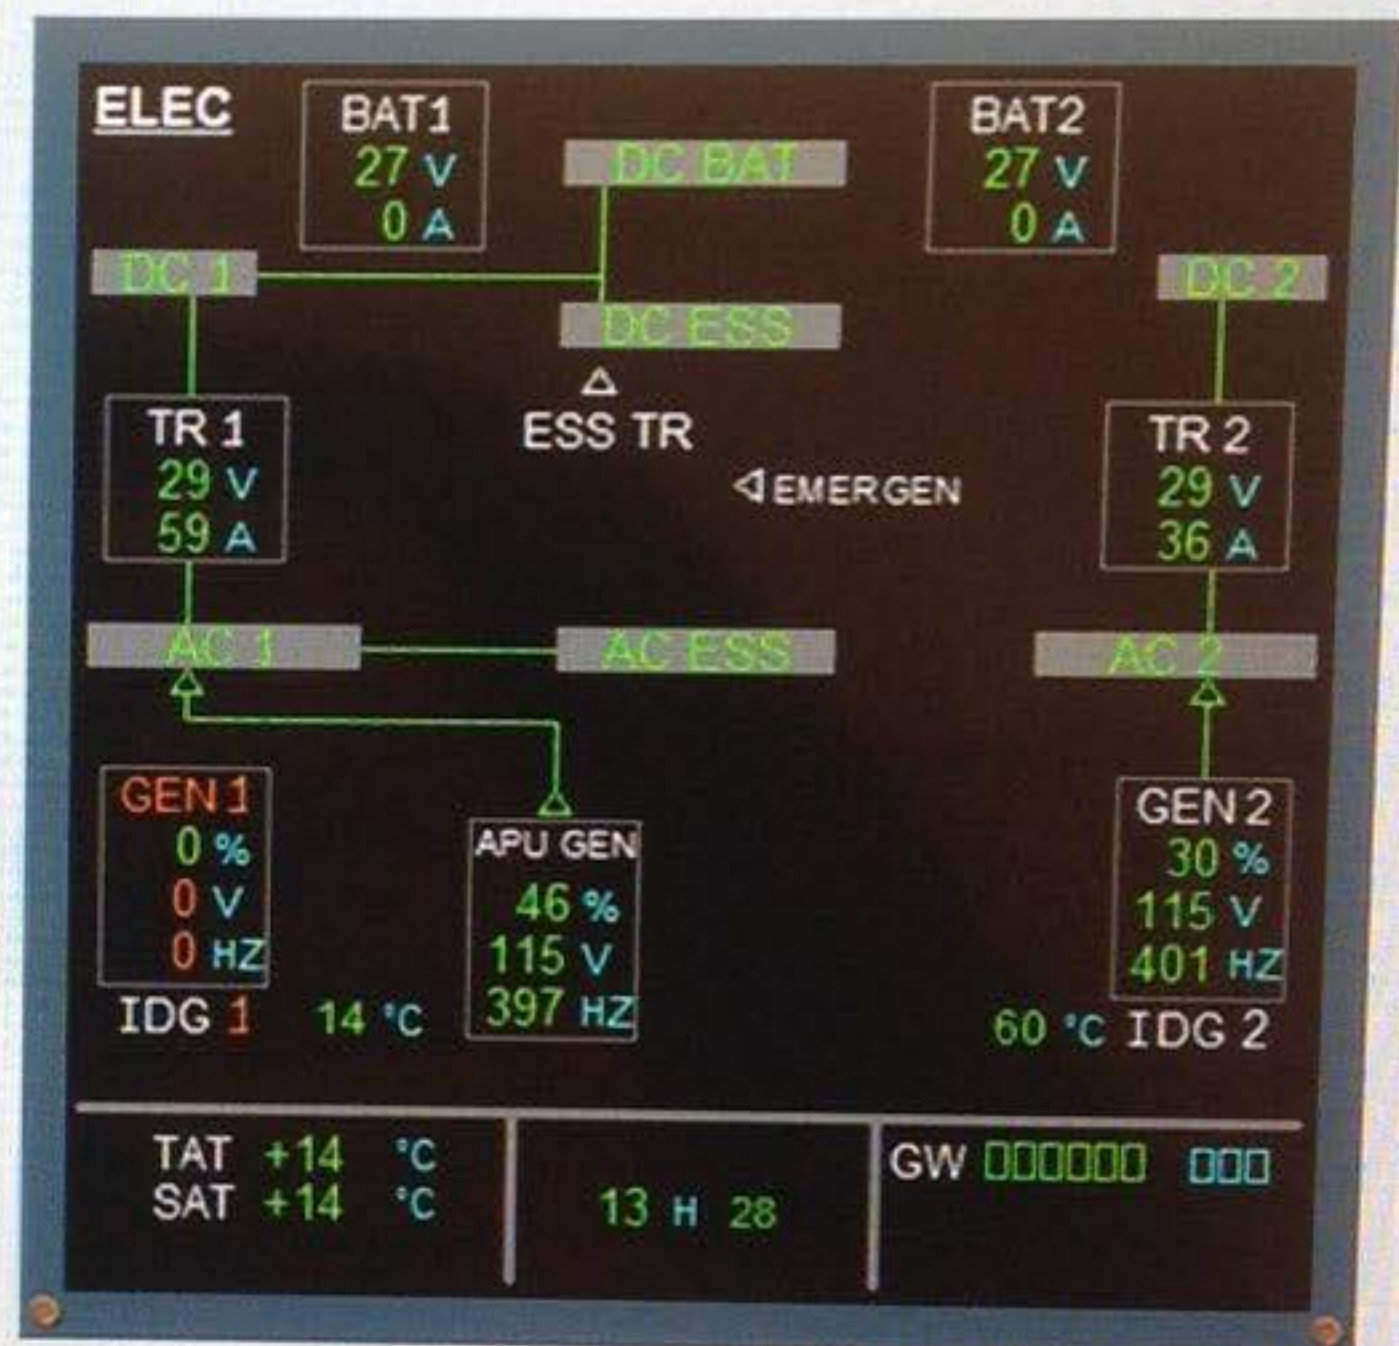 ELEC
BAT1
27 V
0 A
DC BAT
BAT2
27 V
0 A
DC 1
DC ESS
DC 2
TR 1
29 V
59 A
ESS TR
EMER GEN
TR 2
29 V
36 A
AC 1
AC ESS
AC 2
GEN 1
0 %
0 V
0 HZ
IDG 1 14 °C
APU GEN
46 %
115 V
397 HZ
GEN 2
30 %
115 V
401 HZ
60 °C IDG 2
TAT +14 °C
SAT +14 °C
13 H 28
GW